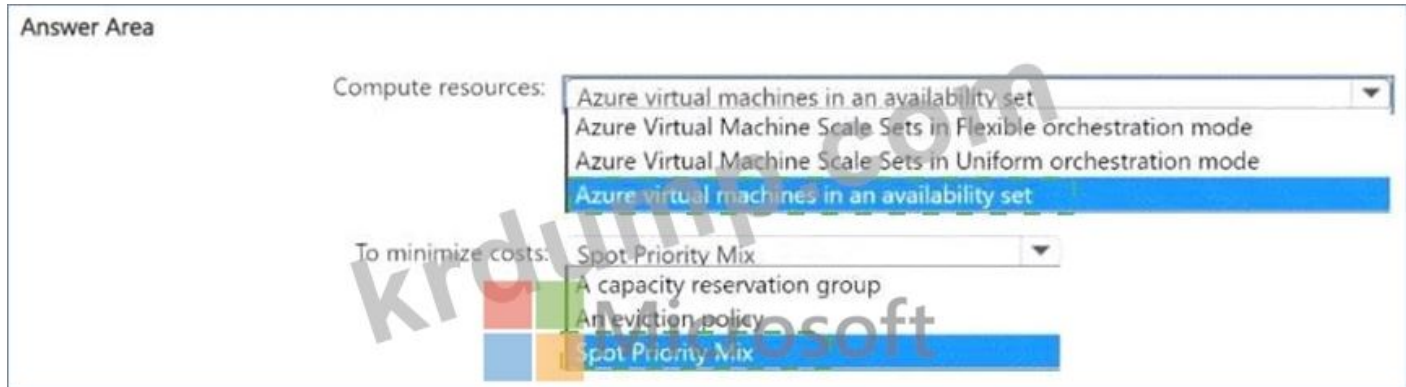 Answer Area
Compute resources: Azure virtual machines in an availability set
Azure Virtual Machine Scale Sets in Flexible orchestration mode
Azure Virtual Machine Scale Sets in Uniform orchestration mode
Azure virtual machines in an availability set
To minimize costs: Spot Priority Mix
A capacity reservation group
An eviction policy
Spot Priority Mix
krdump.com
Microsoft